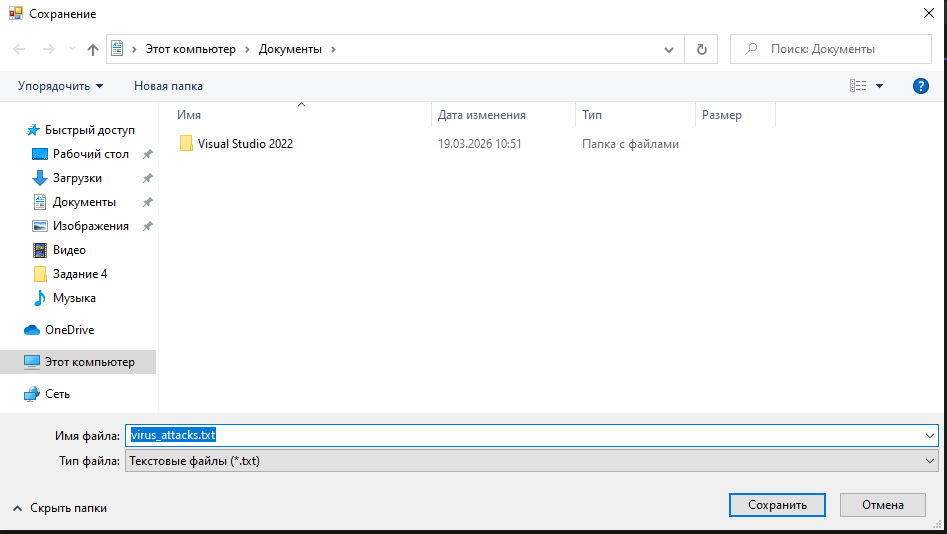 Сохранение
Этот компьютер > Документы >
Поиск: Документы
Упорядочить
Новая папка
?
Имя
Дата изменения
Тип
Размер
Visual Studio 2022
19.03.2026 10:51
Папка с файлами
Быстрый доступ
Рабочий стол
Загрузки
Документы
Изображения
Видео
Задание 4
Музыка
OneDrive
Этот компьютер
Сеть
Имя файла: virus_attacks.txt
Тип файла: Текстовые файлы (*.txt)
Скрыть папки
Сохранить
Отмена